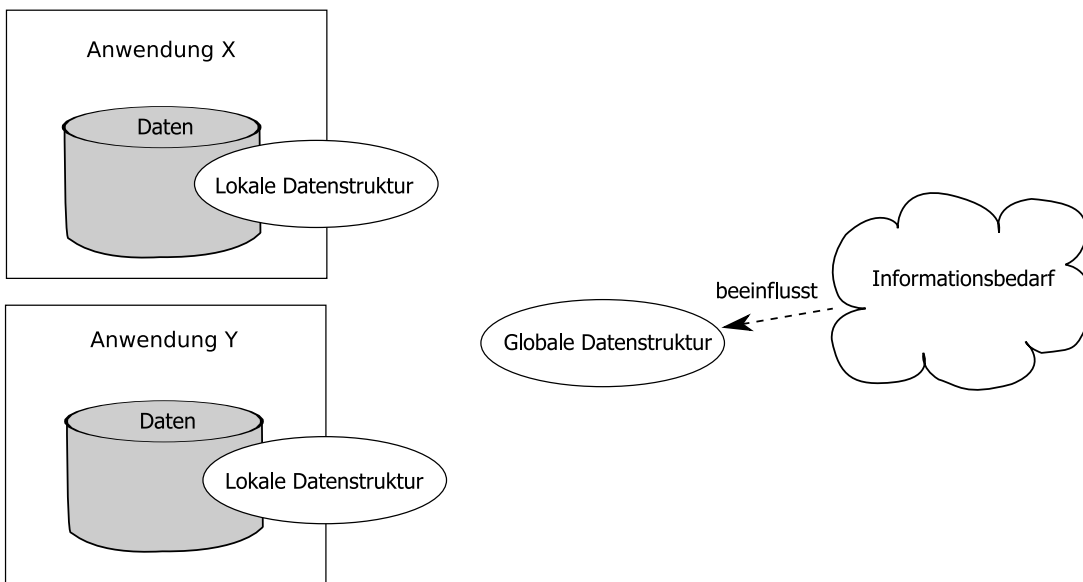 Anwendung X
Daten
Lokale Datenstruktur
Anwendung Y
Daten
Lokale Datenstruktur
Globale Datenstruktur
beeinflusst
Informationsbedarf